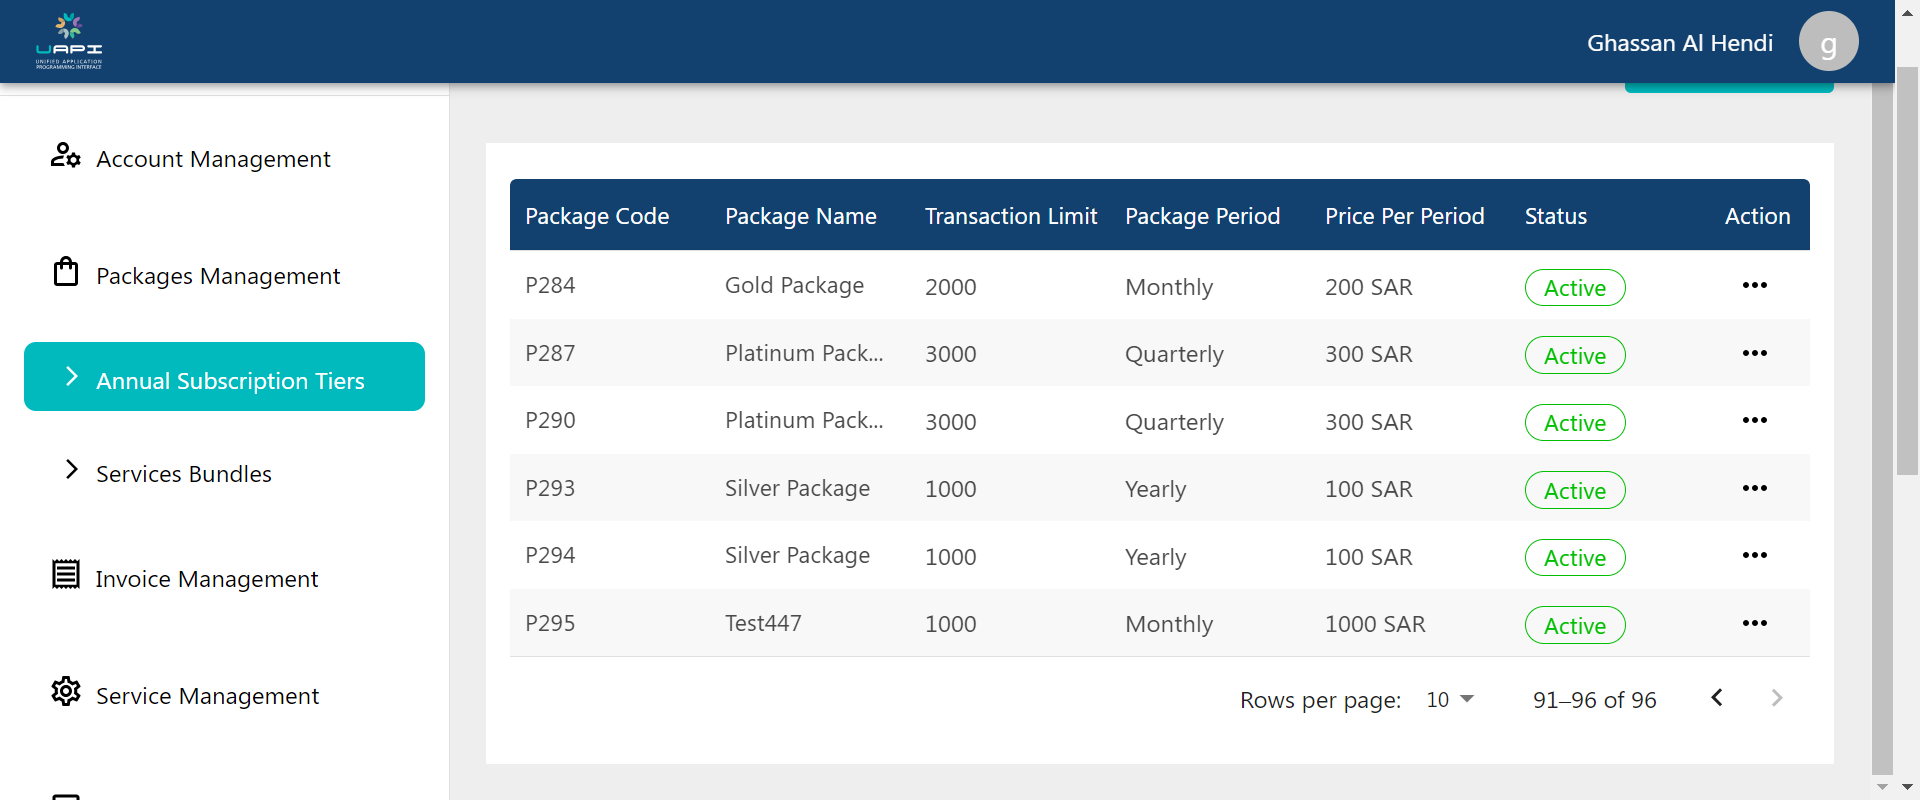 UAPI
UNIFIED APPLICATION
PROGRAMMING INTERFACE
Ghassan Al Hendi
g
Account Management
Packages Management
Annual Subscription Tiers
Services Bundles
Invoice Management
Service Management
Package Code Package Name Transaction Limit Package Period Price Per Period Status Action
P284 Gold Package 2000 Monthly 200 SAR Active
P287 Platinum Pack... 3000 Quarterly 300 SAR Active
P290 Platinum Pack... 3000 Quarterly 300 SAR Active
P293 Silver Package 1000 Yearly 100 SAR Active
P294 Silver Package 1000 Yearly 100 SAR Active
P295 Test447 1000 Monthly 1000 SAR Active
Rows per page: 10 91–96 of 96